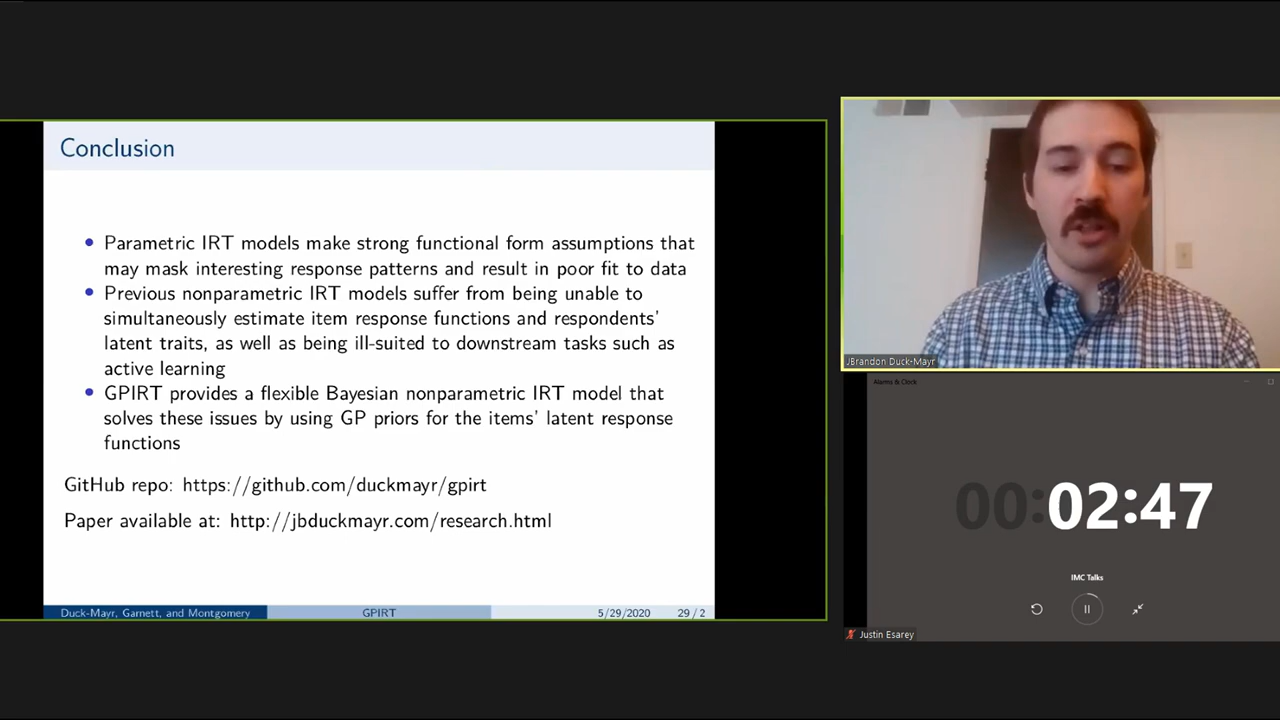 Conclusion
Parametric IRT models make strong functional form assumptions that
may mask interesting response patterns and result in poor fit to data
Previous nonparametric IRT models suffer from being unable to
simultaneously estimate item response functions and respondents'
latent traits, as well as being ill-suited to downstream tasks such as
active learning
GPIRT provides a flexible Bayesian nonparametric IRT model that
solves these issues by using GP priors for the items' latent response
functions
GitHub repo: https://github.com/duckmayr/gpirt
Paper available at: http://jbduckmayr.com/research.html
Duck-Mayr, Garnett, and Montgomery
GPIRT
5/29/2020
29 / 2
JBrandon Duck-Mayr
Alarms & Clock
00:02:47
IMC Talks
Justin Esarey